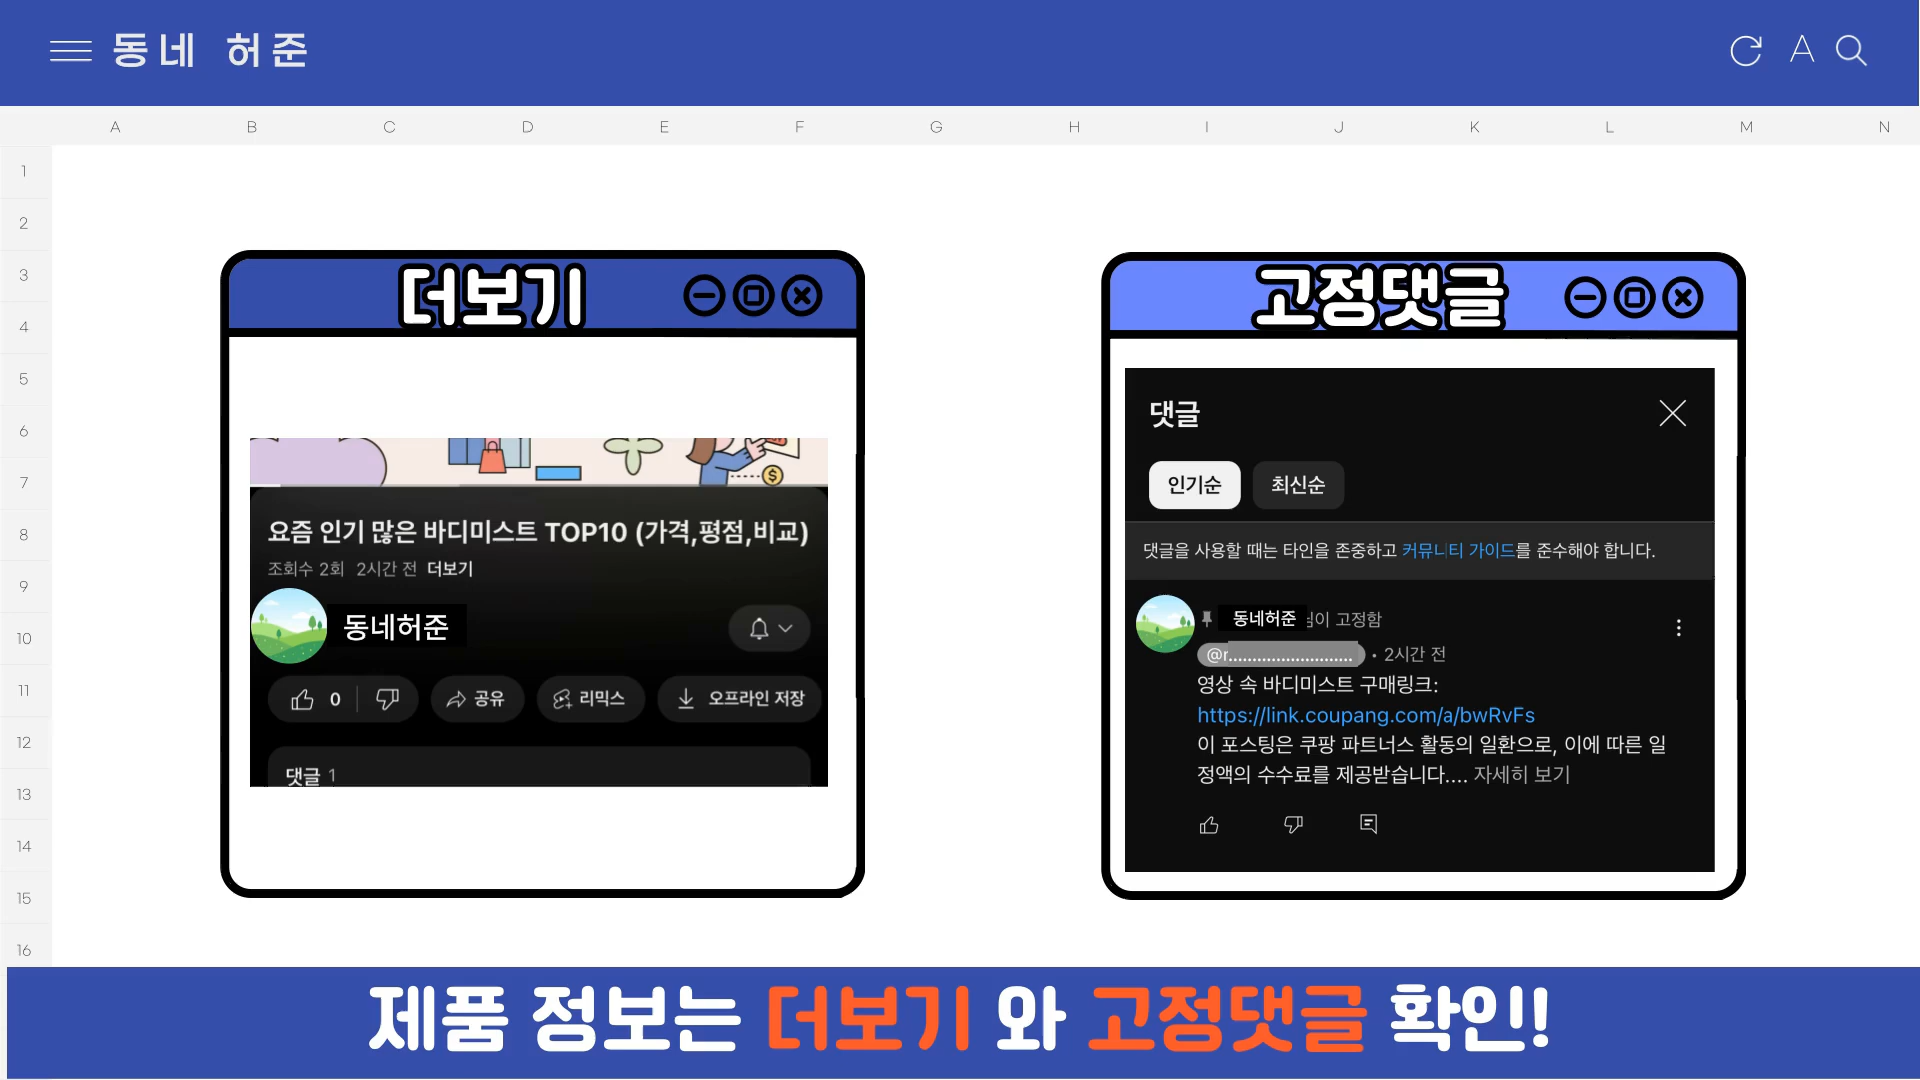 동네 허준
A
A B C D E F G H I J K L M N
1
2
3
4
5
6
7
8
9
10
11
12
13
14
15
16
더보기
요즘 인기 많은 바디미스트 TOP10 (가격,평점,비교)
조회수 2회 2시간 전 더보기
동네허준
0 공유 리믹스 오프라인 저장
댓글 1
고정댓글
댓글
인기순 최신순
댓글을 사용할 때는 타인을 존중하고 커뮤니티 가이드를 준수해야 합니다.
동네허준 님이 고정함
@r.......................... • 2시간 전
영상 속 바디미스트 구매링크:
https://link.coupang.com/a/bwRvFs
이 포스팅은 쿠팡 파트너스 활동의 일환으로, 이에 따른 일
정액의 수수료를 제공받습니다.... 자세히 보기
제품 정보는 더보기 와 고정댓글 확인!